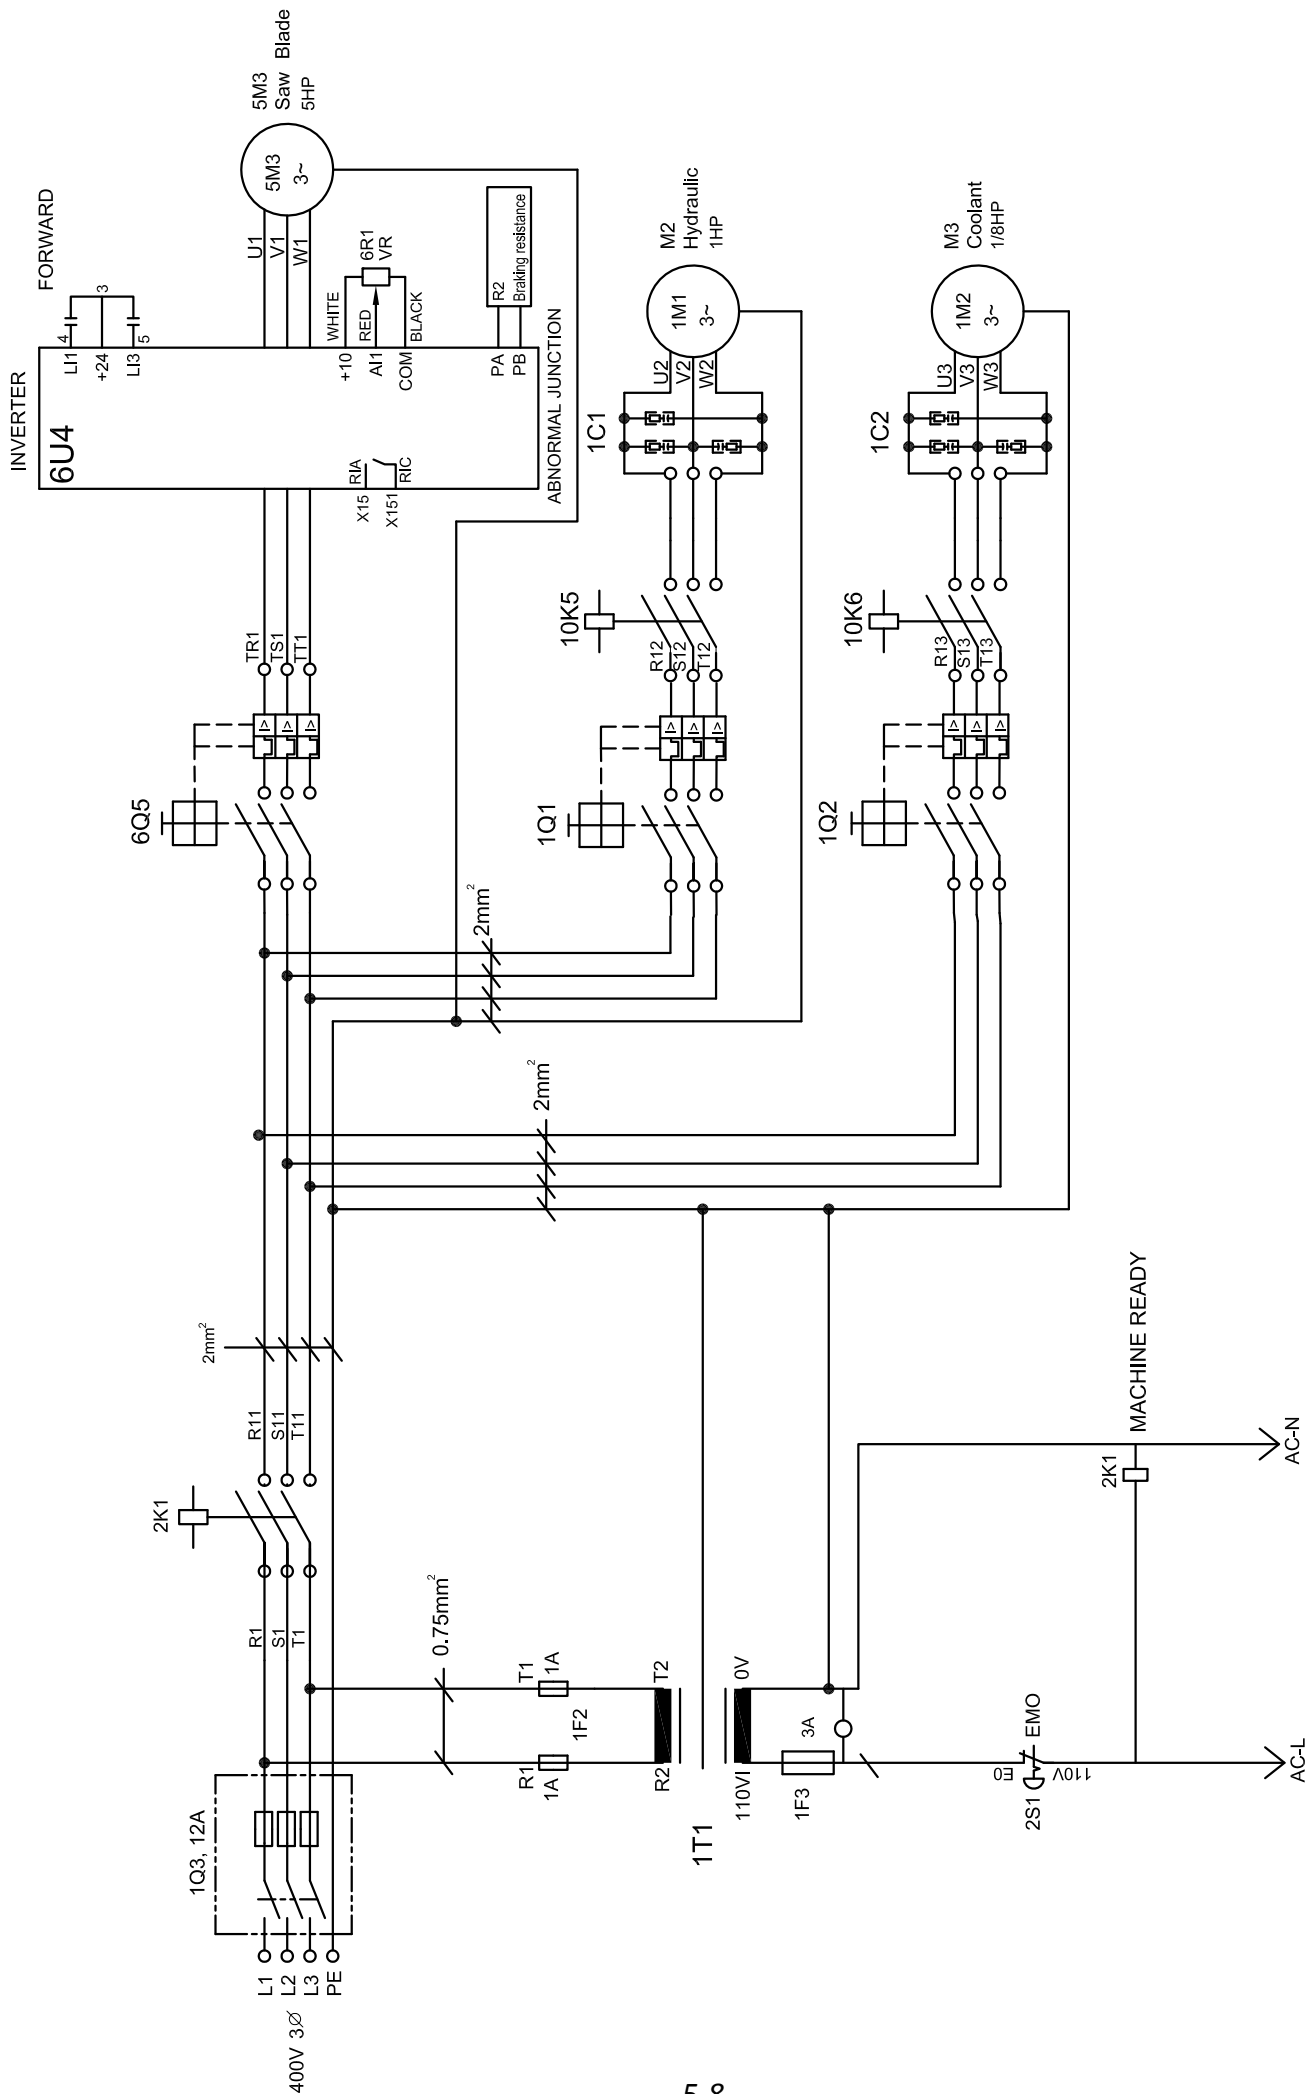 400V 3∅
L1
L2
L3
PE
1Q3, 12A
R1
S1
T1
2K1
R11
S11
T11
2mm²
2mm²
2mm²
6Q5
TR1
TS1
TT1
INVERTER
6U4
FORWARD
LI1
4
+24
3
LI3
5
U1
V1
W1
5M3
3~
5M3
Saw Blade
5HP
+10
WHITE
AI1
RED
COM
BLACK
6R1
VR
X15
RIA
X151
RIC
PA
PB
R2
Braking resistance
ABNORMAL JUNCTION
1Q1
10K5
R12
S12
T12
1C1
U2
V2
W2
1M1
3~
M2
Hydraulic
1HP
1Q2
10K6
R13
S13
T13
1C2
U3
V3
W3
1M2
3~
M3
Coolant
1/8HP
0.75mm²
R1
1A
T1
1A
1F2
R2
T2
1T1
110VI
0V
1F3
3A
2S1
E0
110V
EMO
2K1
MACHINE READY
AC-L
AC-N